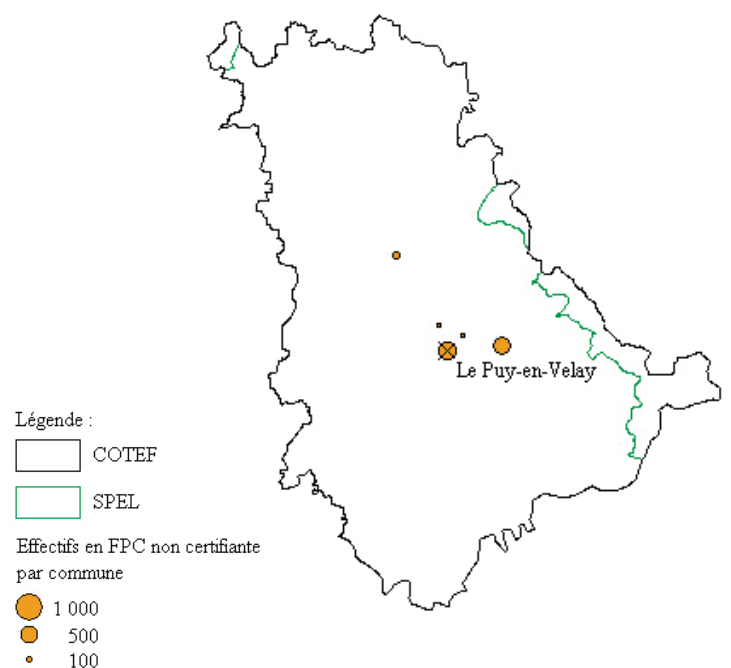 Le Puy-en-Velay
Légende :
COTEF
SPEL
Effectifs en FPC non certifiante
par commune
1 000
500
100